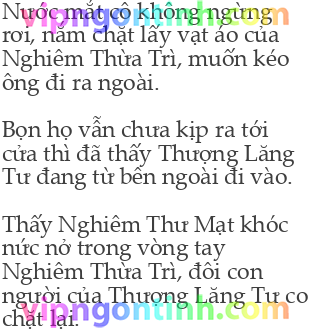 Nước mắt cô không ngừng
rơi, nắm chặt lấy vạt áo của
Nghiêm Thừa Trì, muốn kéo
ông đi ra ngoài.
Bọn họ vẫn chưa kịp ra tới
cửa thì đã thấy Thượng Lăng
Tư đang từ bên ngoài đi vào.
Thấy Nghiêm Thư Mạt khóc
nức nở trong vòng tay
Nghiêm Thừa Trì, đôi con
người của Thượng Lăng Tư co
chặt lại.
vipngontinh.com
vipngontinh.com